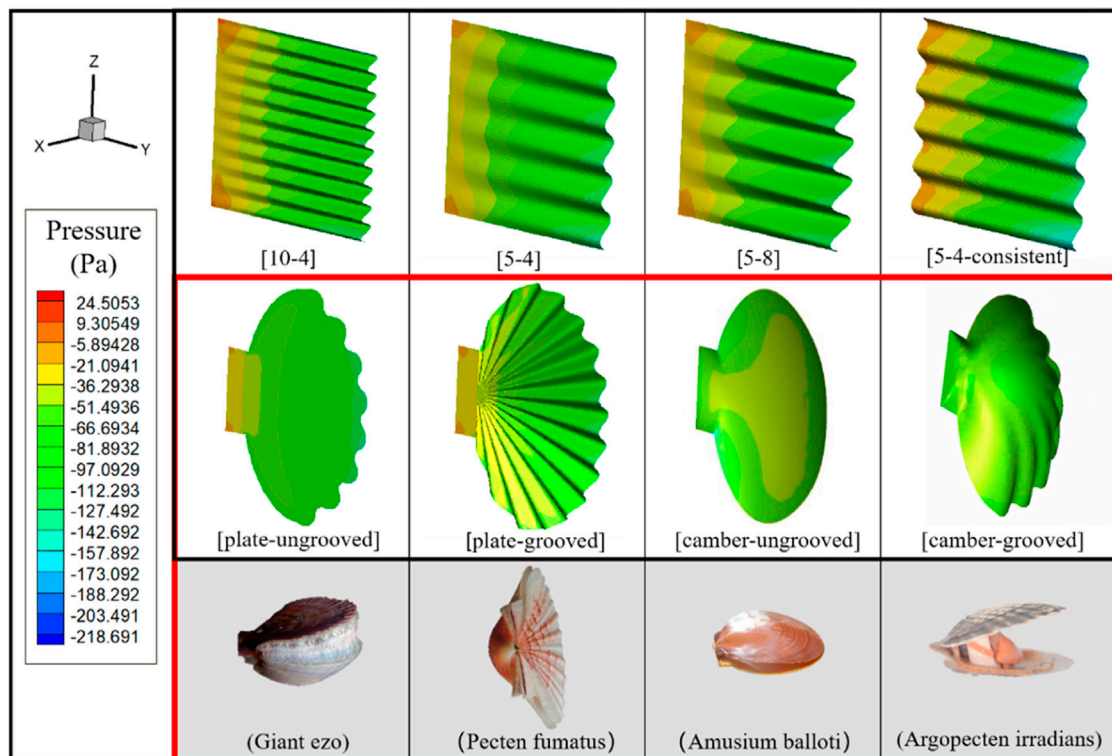 Z
X
Y
Pressure
(Pa)
24.5053
9.30549
-5.89428
-21.0941
-36.2938
-51.4936
-66.6934
-81.8932
-97.0929
-112.293
-127.492
-142.692
-157.892
-173.092
-188.292
-203.491
-218.691
[10-4]
[5-4]
[5-8]
[5-4-consistent]
[plate-ungrooved]
[plate-grooved]
[camber-ungrooved]
[camber-grooved]
(Giant ezo)
(Pecten fumatus)
(Amusium balloti)
(Argopecten irradians)